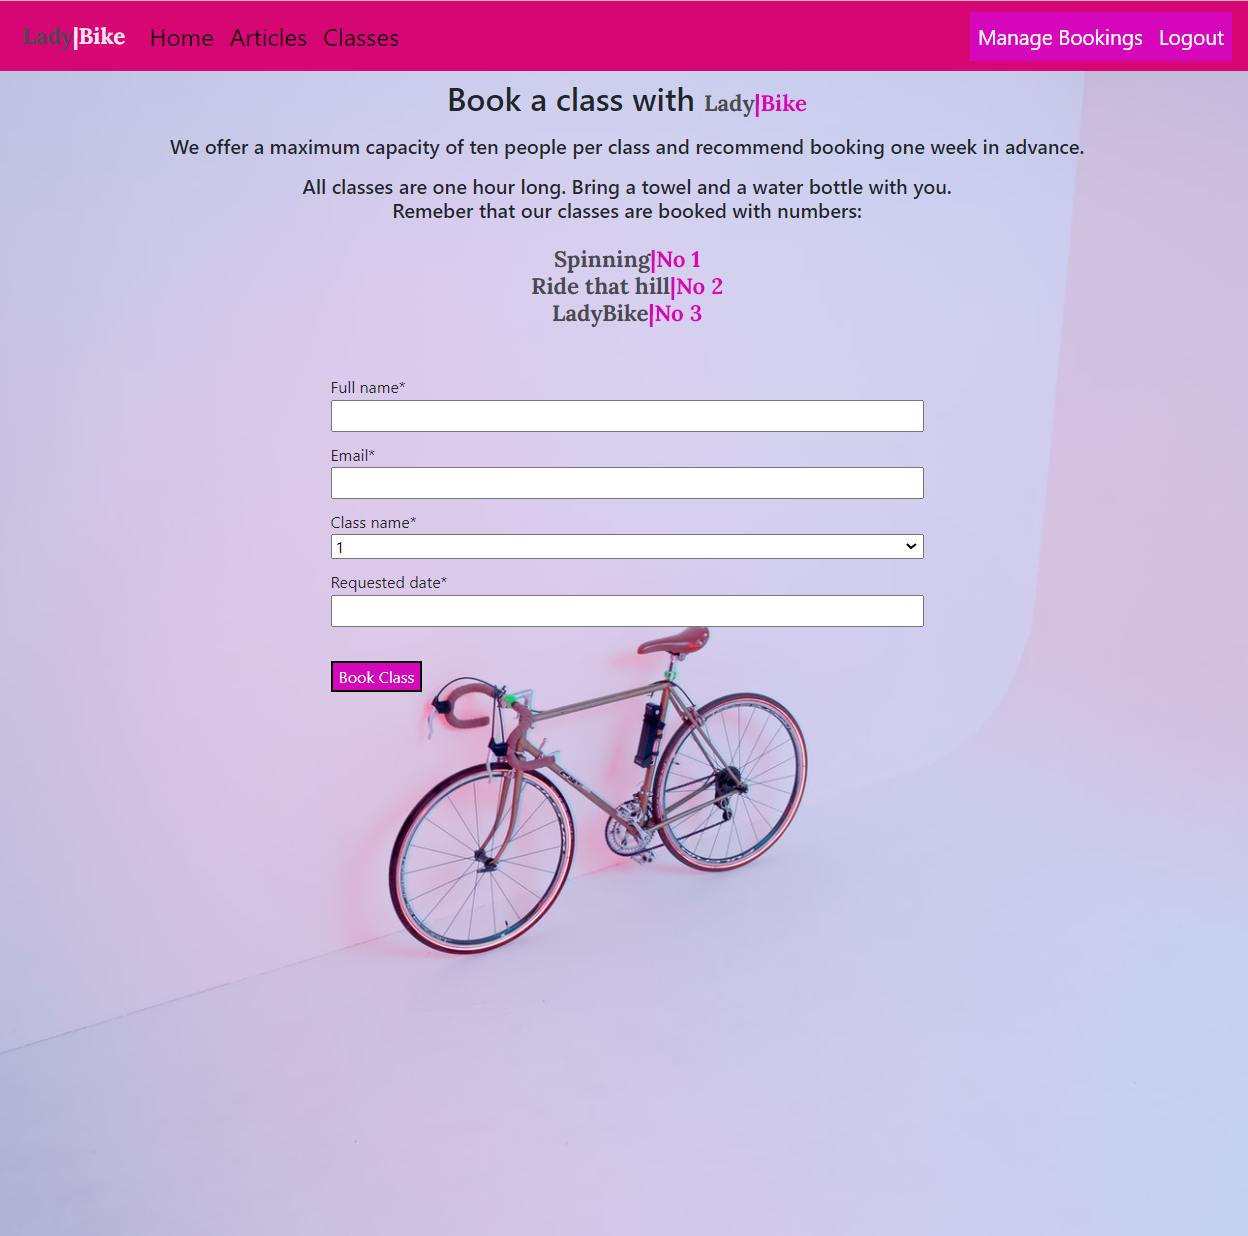 Lady|Bike Home Articles Classes Manage Bookings Logout
Book a class with Lady|Bike
We offer a maximum capacity of ten people per class and recommend booking one week in advance.
All classes are one hour long. Bring a towel and a water bottle with you.
Remeber that our classes are booked with numbers:
Spinning|No 1
Ride that hill|No 2
LadyBike|No 3
Full name*
Email*
Class name*
1
Requested date*
Book Class